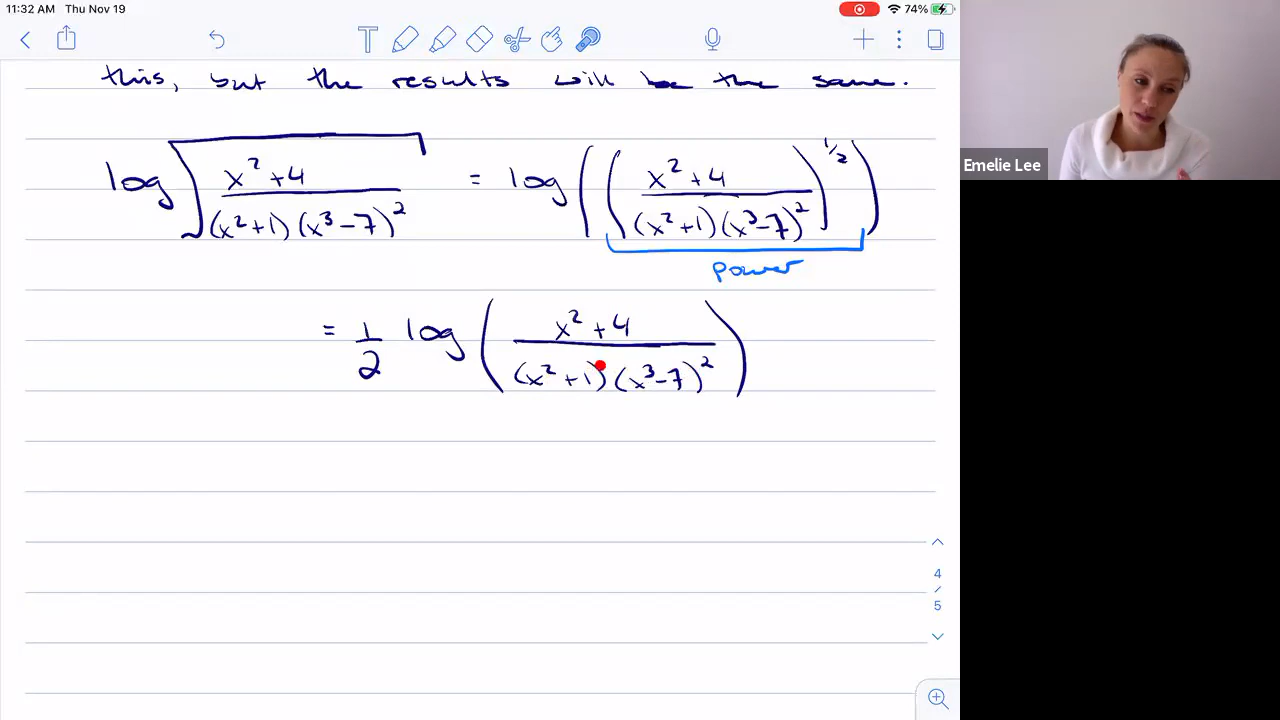 11:32 AM Thu Nov 19
74%
this, but the results will be the same.
log √((x² + 4)/((x² + 1)(x³ − 7)²)) = log(((x² + 4)/((x² + 1)(x³ − 7)²))^(1/2))
power
= 1/2 log((x² + 4)/((x² + 1)(x³ − 7)²))
Emelie Lee
T
4
/
5